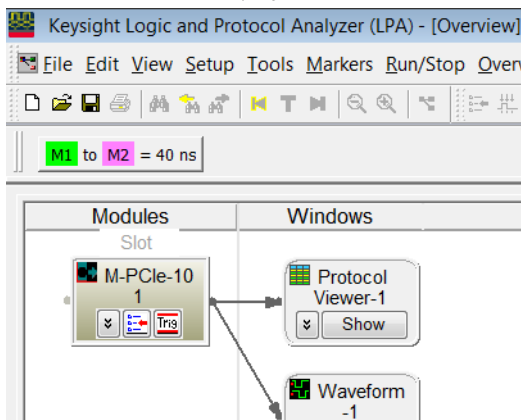 Keysight Logic and Protocol Analyzer (LPA) - [Overview]
File Edit View Setup Tools Markers Run/Stop Overv
T
M1 to M2 = 40 ns
Modules Windows
Slot
M-PCIe-10
1
Trig
Protocol
Viewer-1
Show
Waveform
-1